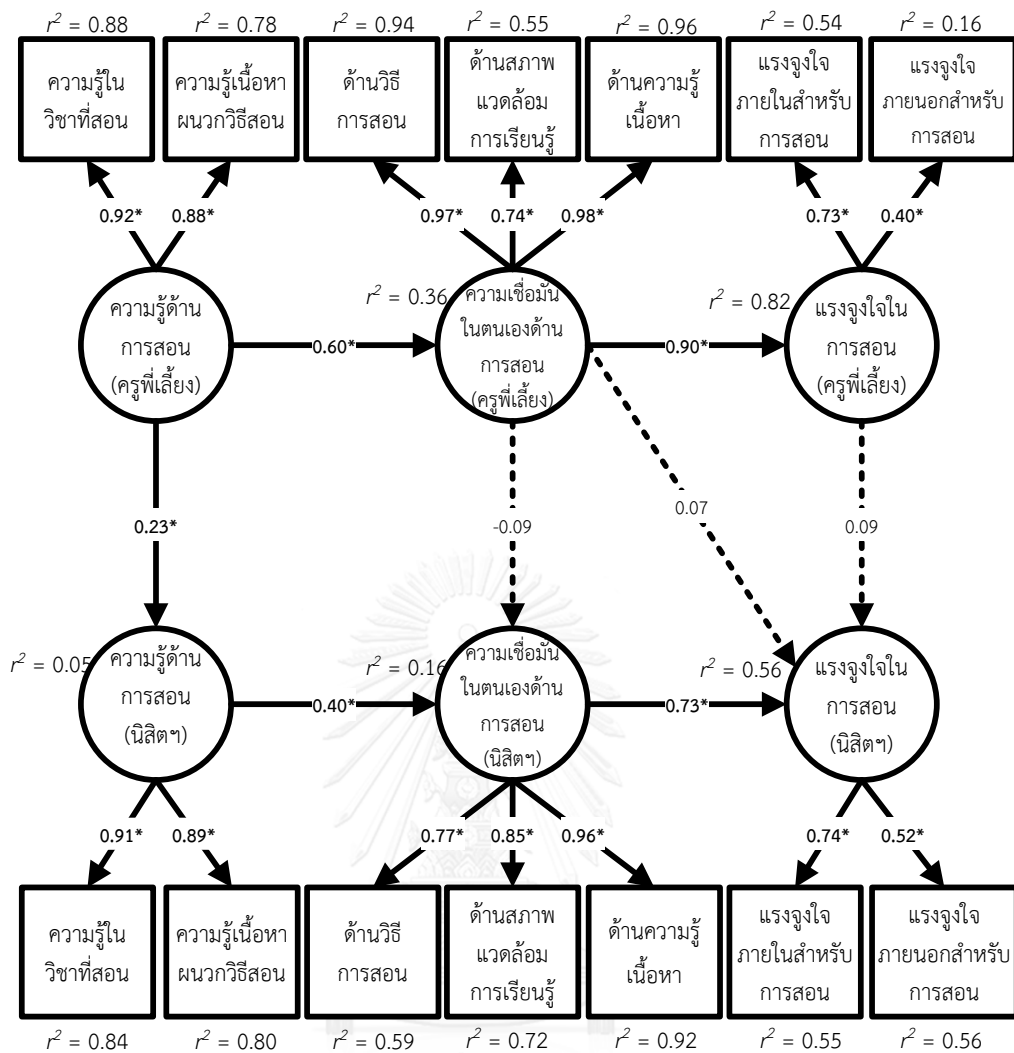 r² = 0.88
r² = 0.78
r² = 0.94
r² = 0.55
r² = 0.96
r² = 0.54
r² = 0.16
ความรู้ใน
วิชาที่สอน
ความรู้เนื้อหา
ผนวกวิธีสอน
ด้านวิธี
การสอน
ด้านสภาพ
แวดล้อม
การเรียนรู้
ด้านความรู้
เนื้อหา
แรงจูงใจ
ภายในสำหรับ
การสอน
แรงจูงใจ
ภายนอกสำหรับ
การสอน
0.92*
0.88*
0.97*
0.74*
0.98*
0.73*
0.40*
ความรู้ด้าน
การสอน
(ครูพี่เลี้ยง)
0.60*
r² = 0.36
ความเชื่อมั่น
ในตนเองด้าน
การสอน
(ครูพี่เลี้ยง)
0.90*
r² = 0.82
แรงจูงใจใน
การสอน
(ครูพี่เลี้ยง)
0.23*
-0.09
0.07
0.09
r² = 0.05
ความรู้ด้าน
การสอน
(นิสิตฯ)
0.40*
r² = 0.16
ความเชื่อมั่น
ในตนเองด้าน
การสอน
(นิสิตฯ)
0.73*
r² = 0.56
แรงจูงใจใน
การสอน
(นิสิตฯ)
0.91*
0.89*
0.77*
0.85*
0.96*
0.74*
0.52*
ความรู้ใน
วิชาที่สอน
ความรู้เนื้อหา
ผนวกวิธีสอน
ด้านวิธี
การสอน
ด้านสภาพ
แวดล้อม
การเรียนรู้
ด้านความรู้
เนื้อหา
แรงจูงใจ
ภายในสำหรับ
การสอน
แรงจูงใจ
ภายนอกสำหรับ
การสอน
r² = 0.84
r² = 0.80
r² = 0.59
r² = 0.72
r² = 0.92
r² = 0.55
r² = 0.56